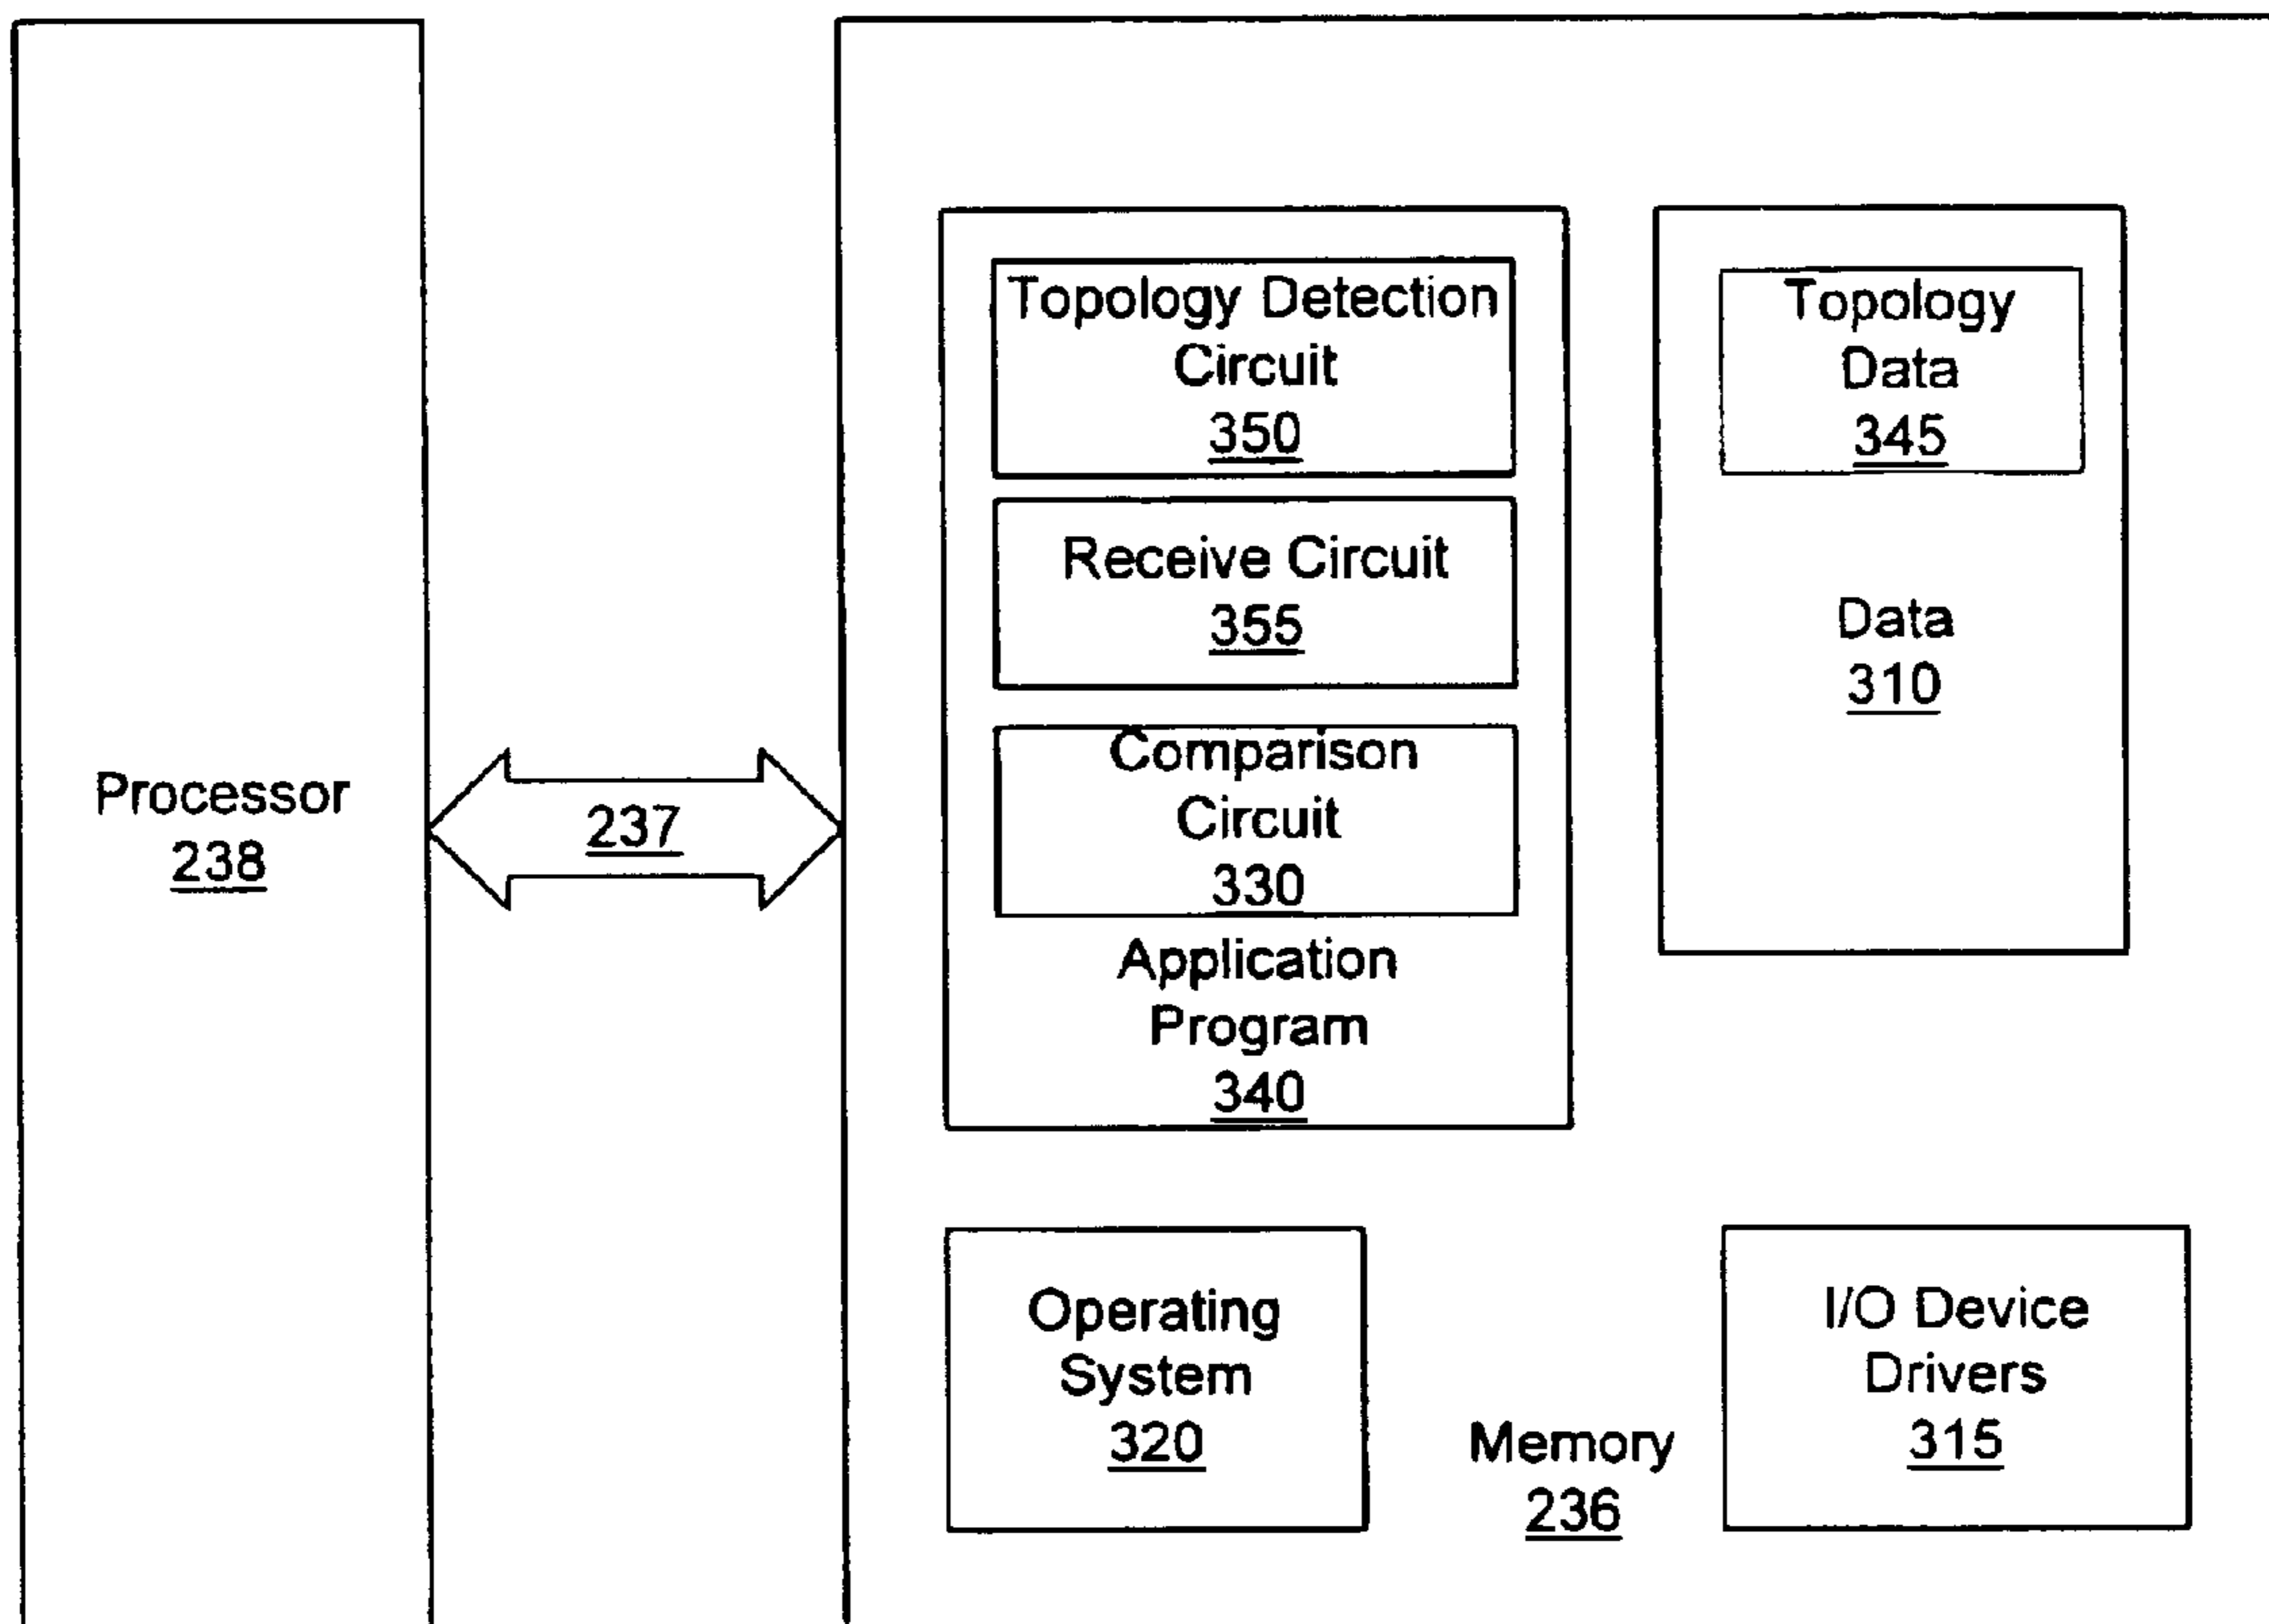 Processor
238
237
Topology Detection
Circuit
350
Receive Circuit
355
Comparison
Circuit
330
Application
Program
340
Topology
Data
345
Data
310
Operating
System
320
Memory
236
I/O Device
Drivers
315